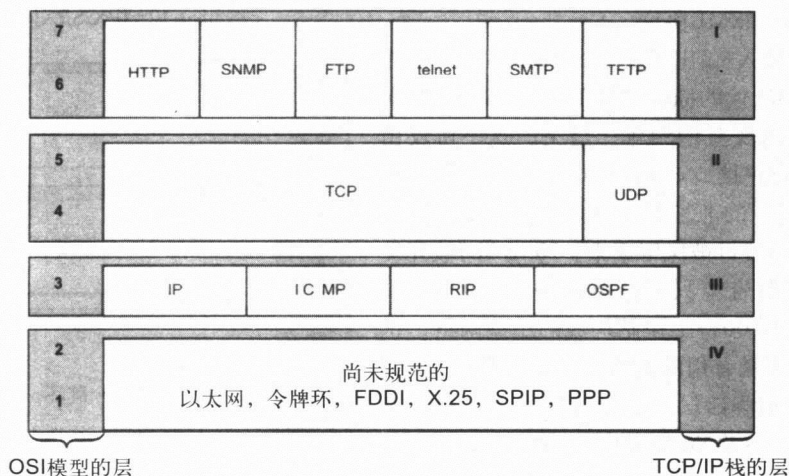 7 I
HTTP SNMP FTP telnet SMTP TFTP
6
5 II
TCP UDP
4
3 IP I C MP RIP OSPF III
2 IV
尚未规范的
1 以太网，令牌环，FDDI，X.25，SPIP，PPP
OSI模型的层 TCP/IP栈的层